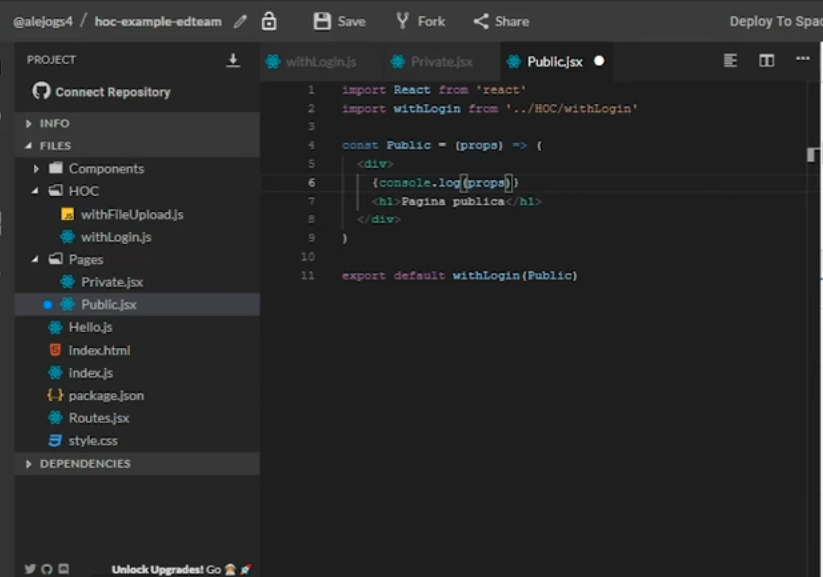 @alejogs4 / hoc-example-edteam
Save
Fork
Share
Deploy To Spac
PROJECT
Connect Repository
INFO
FILES
Components
HOC
withFileUpload.js
withLogin.js
Pages
Private.jsx
Public.jsx
Hello.js
index.html
index.js
package.json
Routes.jsx
style.css
DEPENDENCIES
Unlock Upgrades! Go
withLogin.js
Private.jsx
Public.jsx
1 import React from 'react'
2 import withLogin from '../HOC/withLogin'
3
4 const Public = (props) => (
5 <div>
6 {console.log(props)}
7 <h1>Pagina publica</h1>
8 </div>
9 )
10
11 export default withLogin(Public)